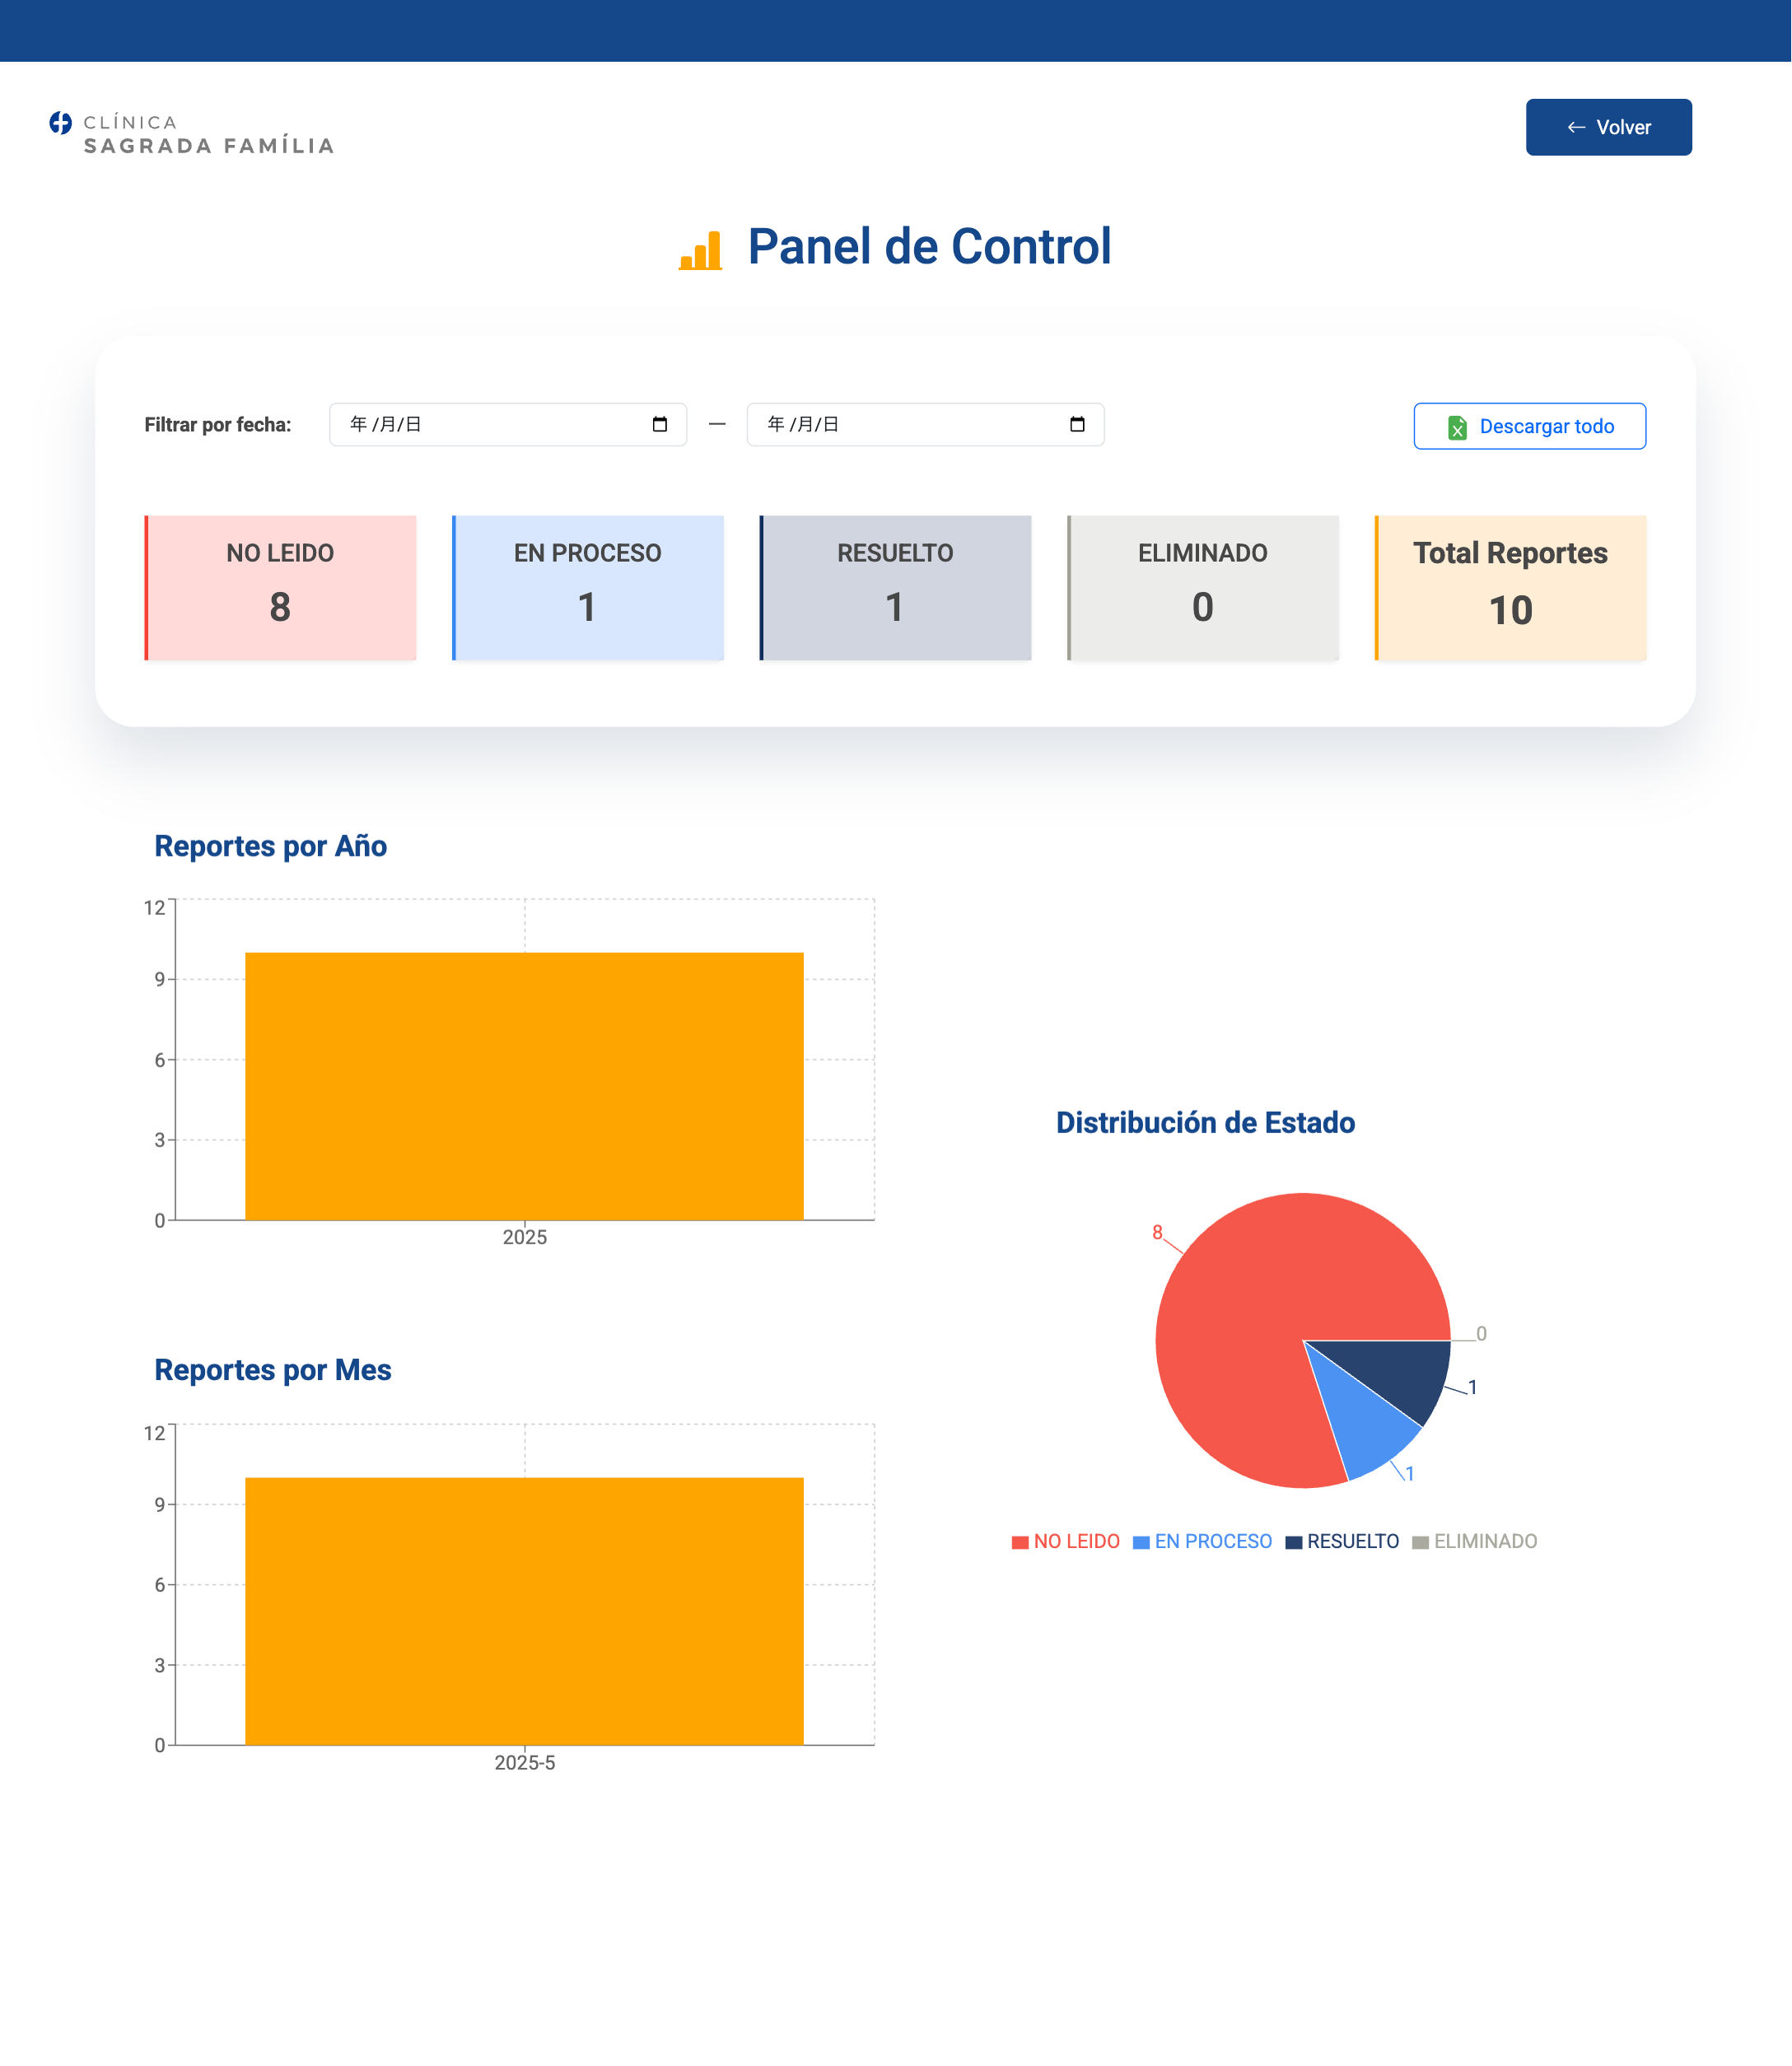 CLÍNICA
SAGRADA FAMÍLIA
← Volver
Panel de Control
Filtrar por fecha:
年 /月/日
—
年 /月/日
Descargar todo
NO LEIDO
8
EN PROCESO
1
RESUELTO
1
ELIMINADO
0
Total Reportes
10
Reportes por Año
12
9
6
3
0
2025
Reportes por Mes
12
9
6
3
0
2025-5
Distribución de Estado
8
0
1
1
NO LEIDO EN PROCESO RESUELTO ELIMINADO